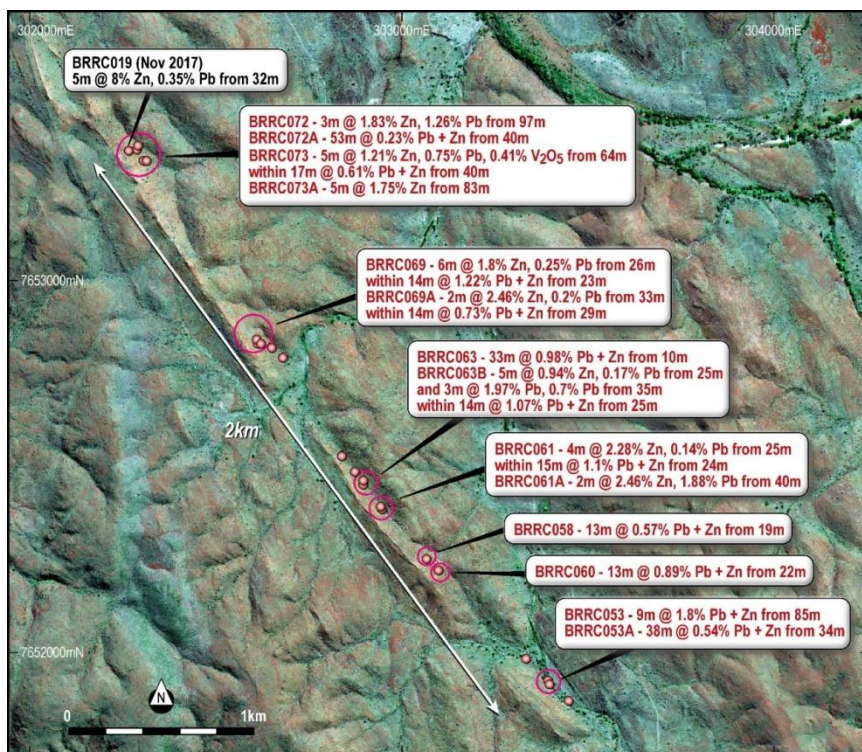 302000mE
303000mE
304000mE
BRRC019 (Nov 2017)
5m @ 8% Zn, 0.35% Pb from 32m
BRRC072 - 3m @ 1.83% Zn, 1.26% Pb from 97m
BRRC072A - 53m @ 0.23% Pb + Zn from 40m
BRRC073 - 5m @ 1.21% Zn, 0.75% Pb, 0.41% V₂O₅ from 64m
within 17m @ 0.61% Pb + Zn from 40m
BRRC073A - 5m @ 1.75% Zn from 83m
7653000mN
BRRC069 - 6m @ 1.8% Zn, 0.25% Pb from 26m
within 14m @ 1.22% Pb + Zn from 23m
BRRC069A - 2m @ 2.46% Zn, 0.2% Pb from 33m
within 14m @ 0.73% Pb + Zn from 29m
BRRC063 - 33m @ 0.98% Pb + Zn from 10m
BRRC063B - 5m @ 0.94% Zn, 0.17% Pb from 25m
and 3m @ 1.97% Pb, 0.7% Pb from 35m
within 14m @ 1.07% Pb + Zn from 25m
2km
BRRC061 - 4m @ 2.28% Zn, 0.14% Pb from 25m
within 15m @ 1.1% Pb + Zn from 24m
BRRC061A - 2m @ 2.46% Zn, 1.88% Pb from 40m
BRRC058 - 13m @ 0.57% Pb + Zn from 19m
BRRC060 - 13m @ 0.89% Pb + Zn from 22m
BRRC053 - 9m @ 1.8% Pb + Zn from 85m
BRRC053A - 38m @ 0.54% Pb + Zn from 34m
7652000mN
N
0
1km